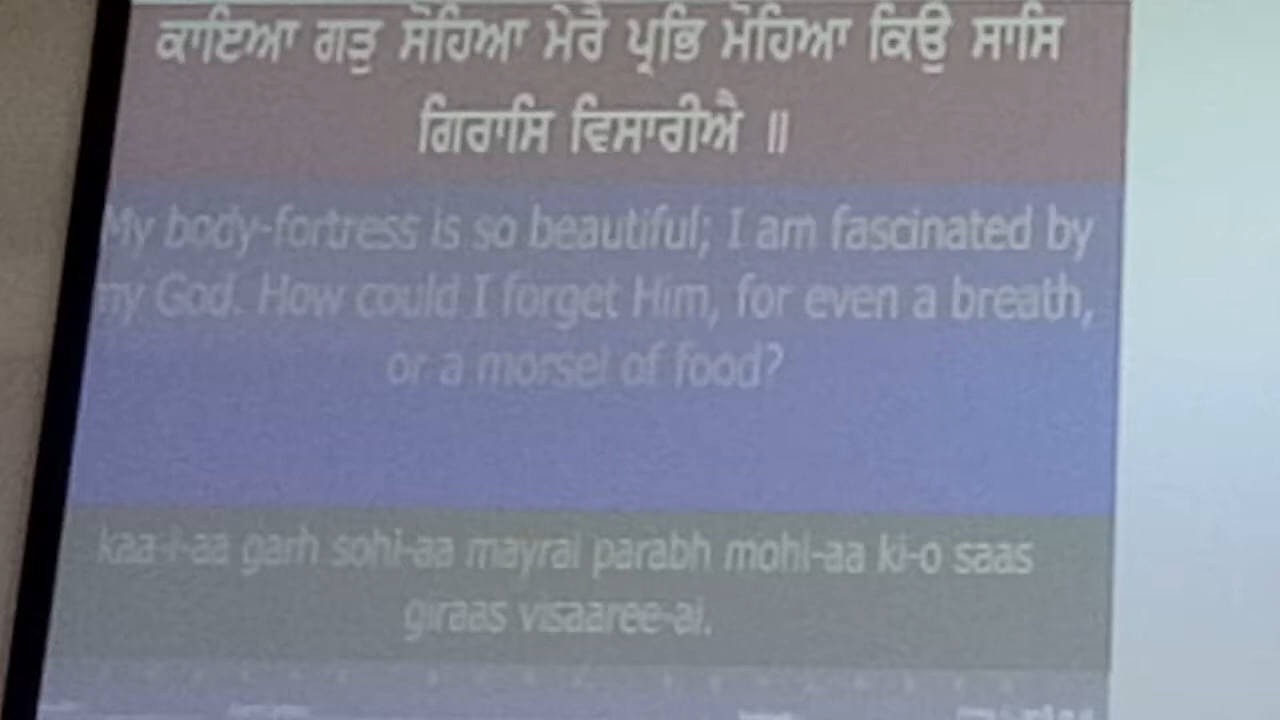 ਕਾਇਆ ਗੜੁ ਸੋਹਿਆ ਮੇਰੈ ਪ੍ਰਭਿ ਮੋਹਿਆ ਕਿਉ ਸਾਸਿ
ਗਿਰਾਸਿ ਵਿਸਾਰੀਐ ॥
My body-fortress is so beautiful; I am fascinated by
my God. How could I forget Him, for even a breath,
or a morsel of food?
kaa-i-aa garh sohi-aa mayrai parabh mohi-aa ki-o saas
giraas visaaree-ai.